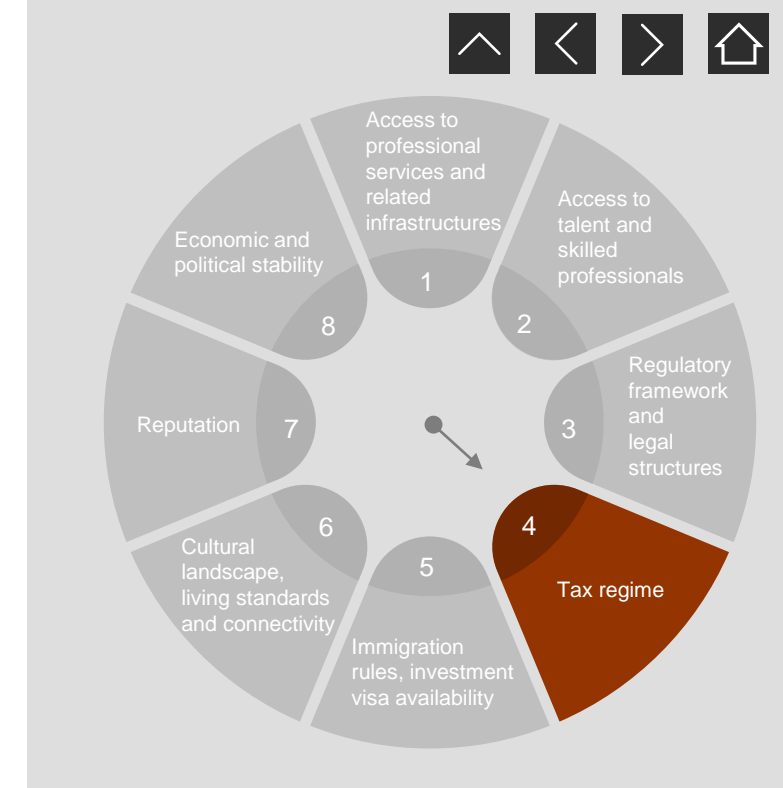 Access to
professional
services and
related
infrastructures
1
Access to
talent and
skilled
professionals
2
Regulatory
framework
and
legal
structures
3
4
Tax regime
5
Immigration
rules, investment
visa availability
6
Cultural
landscape,
living standards
and connectivity
Reputation
7
Economic and
political stability
8